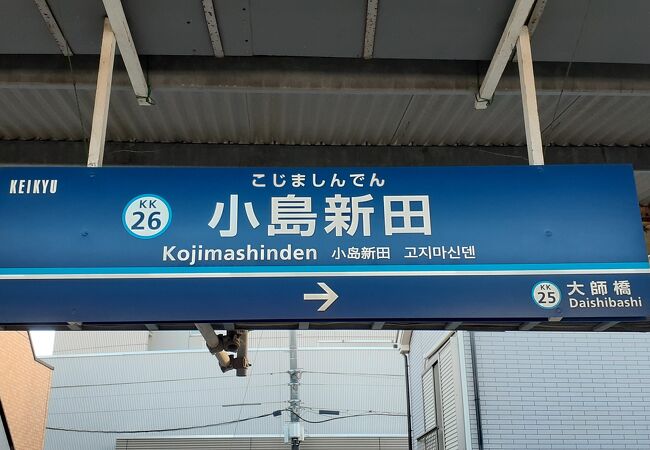 KEIKYU
こじましんでん
KK
26
小島新田
Kojimashinden 小岛新田 고지마신덴
→
KK
25
大師橋
Daishibashi